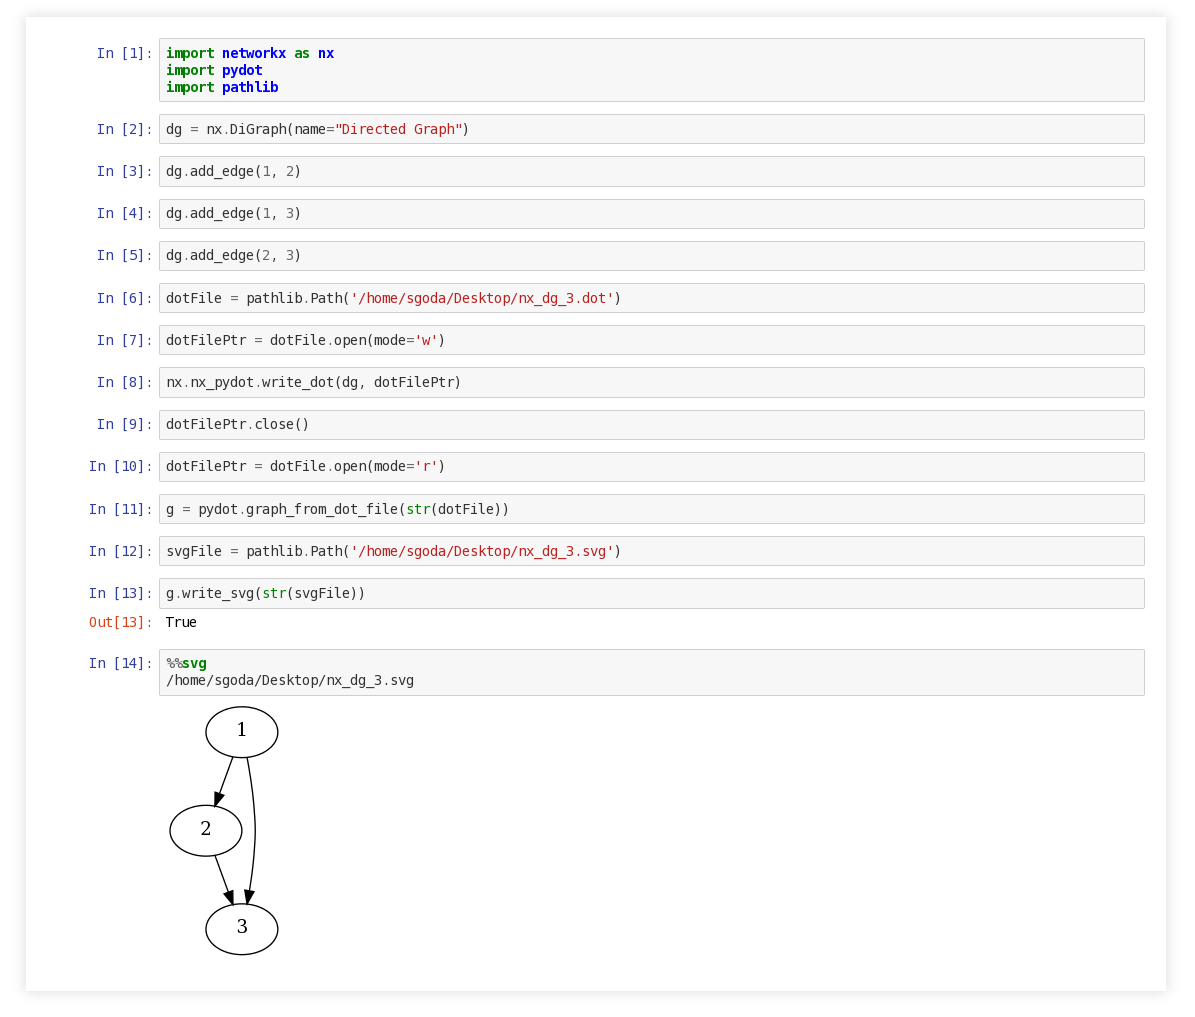 In [1]: import networkx as nx
import pydot
import pathlib
In [2]: dg = nx.DiGraph(name="Directed Graph")
In [3]: dg.add_edge(1, 2)
In [4]: dg.add_edge(1, 3)
In [5]: dg.add_edge(2, 3)
In [6]: dotFile = pathlib.Path('/home/sgoda/Desktop/nx_dg_3.dot')
In [7]: dotFilePtr = dotFile.open(mode='w')
In [8]: nx.nx_pydot.write_dot(dg, dotFilePtr)
In [9]: dotFilePtr.close()
In [10]: dotFilePtr = dotFile.open(mode='r')
In [11]: g = pydot.graph_from_dot_file(str(dotFile))
In [12]: svgFile = pathlib.Path('/home/sgoda/Desktop/nx_dg_3.svg')
In [13]: g.write_svg(str(svgFile))
Out[13]: True
In [14]: %%svg
/home/sgoda/Desktop/nx_dg_3.svg
1
2
3